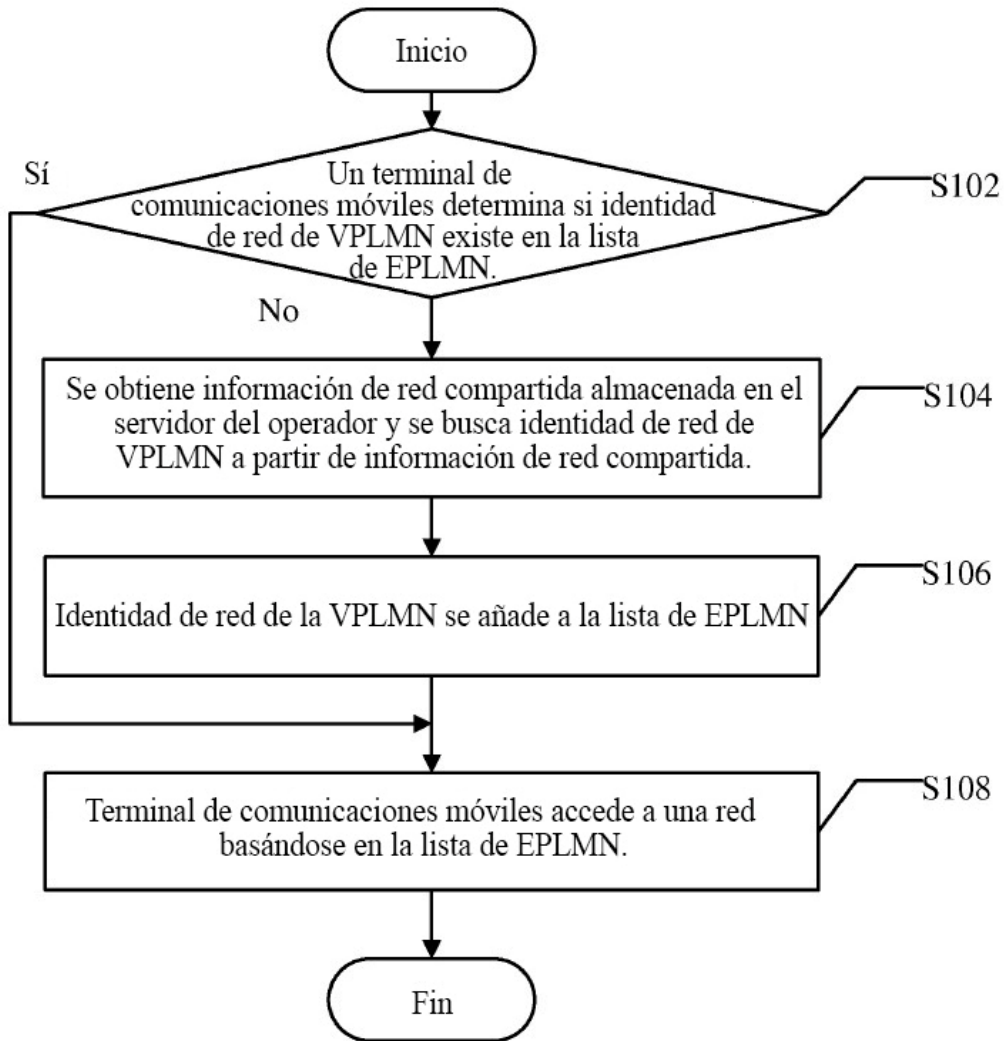 Inicio
Sí
Un terminal de
comunicaciones móviles determina si identidad
de red de VPLMN existe en la lista
de EPLMN.
S102
No
Se obtiene información de red compartida almacenada en el
servidor del operador y se busca identidad de red de
VPLMN a partir de información de red compartida.
S104
Identidad de red de la VPLMN se añade a la lista de EPLMN
S106
Terminal de comunicaciones móviles accede a una red
basándose en la lista de EPLMN.
S108
Fin